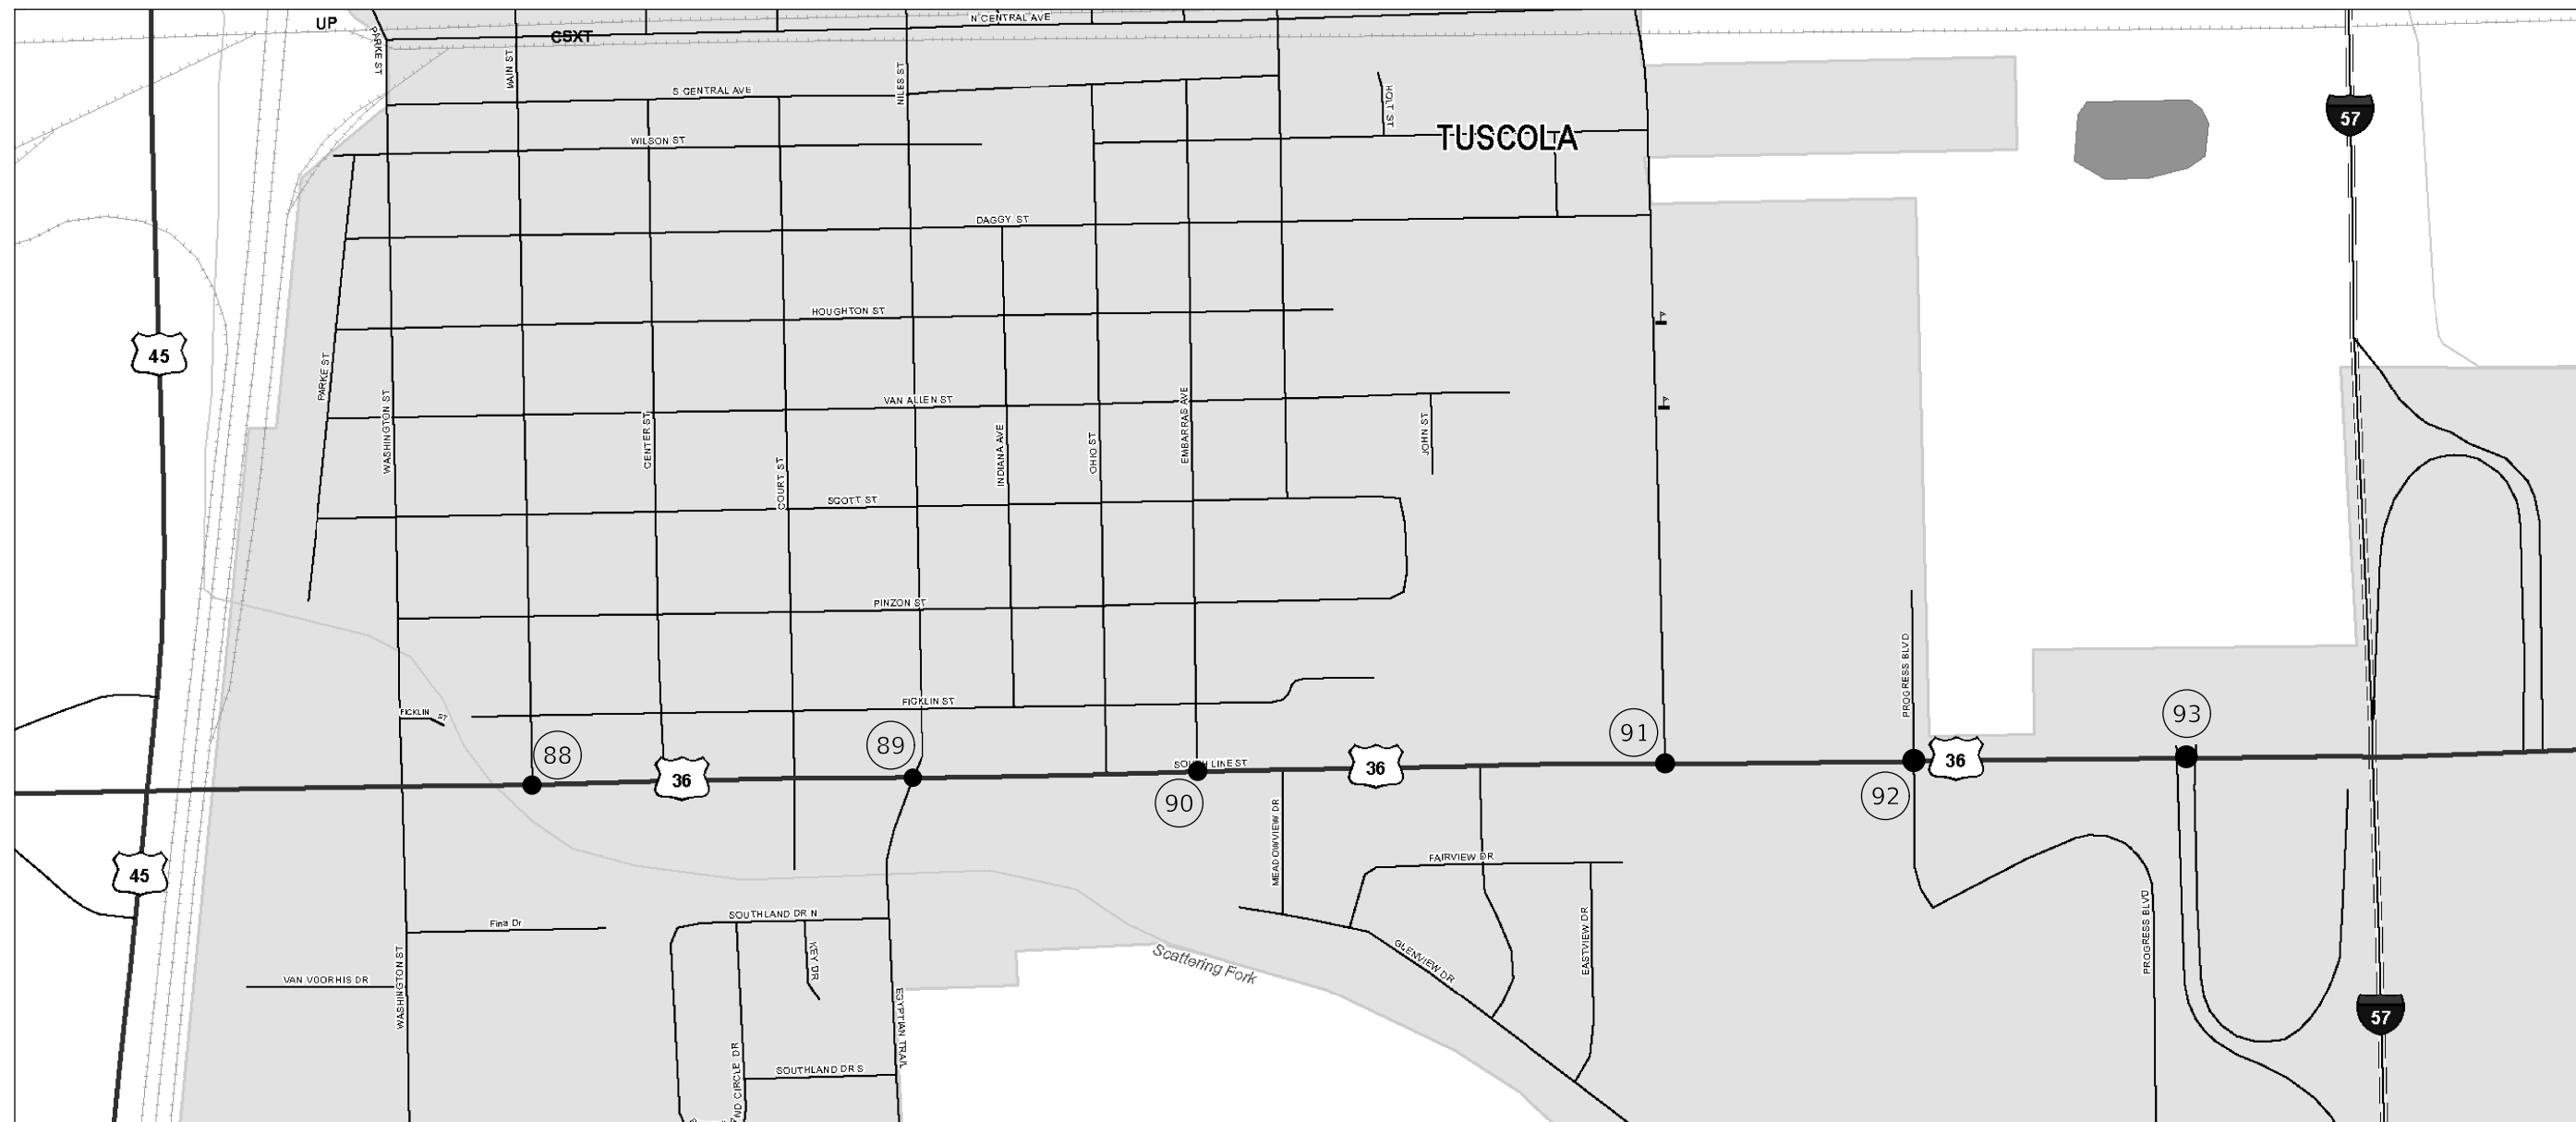 UP
N CENTRAL AVE
CSXT
PARKE ST
MAIN ST
NILES ST
S CENTRAL AVE
HOLT ST
57
TUSCOLA
WILSON ST
DAGGY ST
HOUGHTON ST
45
PARKE ST
WASHINGTON ST
VAN ALLEN ST
CENTER ST
COURT ST
INDIANA AVE
OHIO ST
EMBARRAS AVE
JOHN ST
SCOTT ST
PINZON ST
PROGRESS BLVD
FICKLIN ST
FICKLIN ST
88
89
91
93
36
SOUTH LINE ST
36
36
90
92
45
MEADOWVIEW DR
FAIRVIEW DR
SOUTHLAND DR N
Fina Dr
KEY DR
EASTVIEW DR
PROGRESS BLVD
GLENVIEW DR
Scattering Fork
VAN VOORHIS DR
WASHINGTON ST
EGYPTIAN TRAIL
57
SOUTHLAND DR S
ND CIRCLE DR